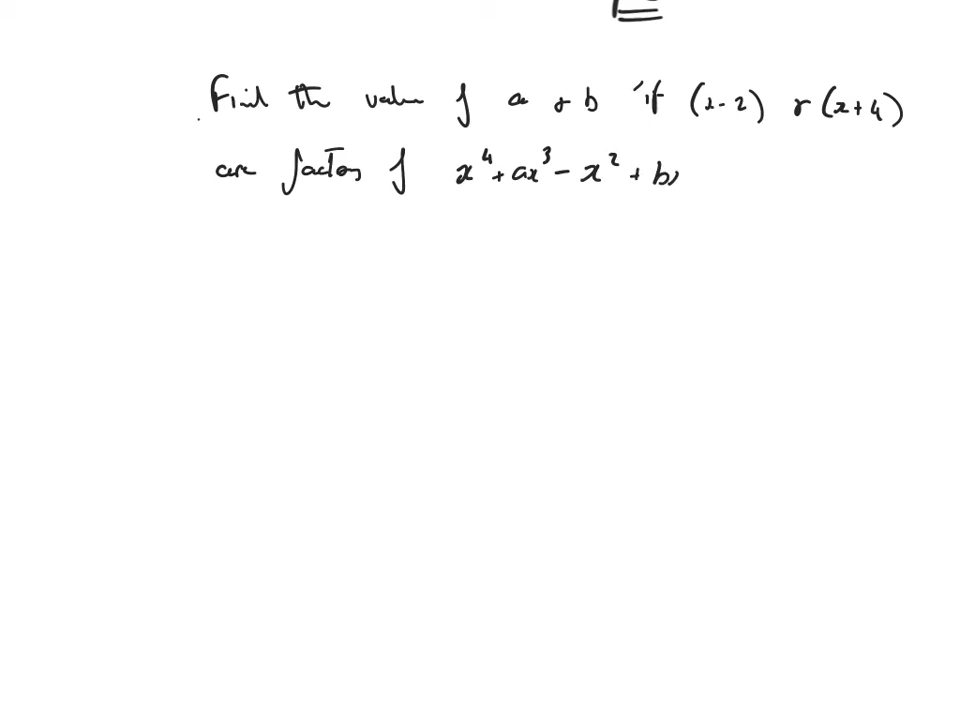 Find the value of a & b if (x-2) & (x+4)
are factors of x⁴+ax³-x²+b,